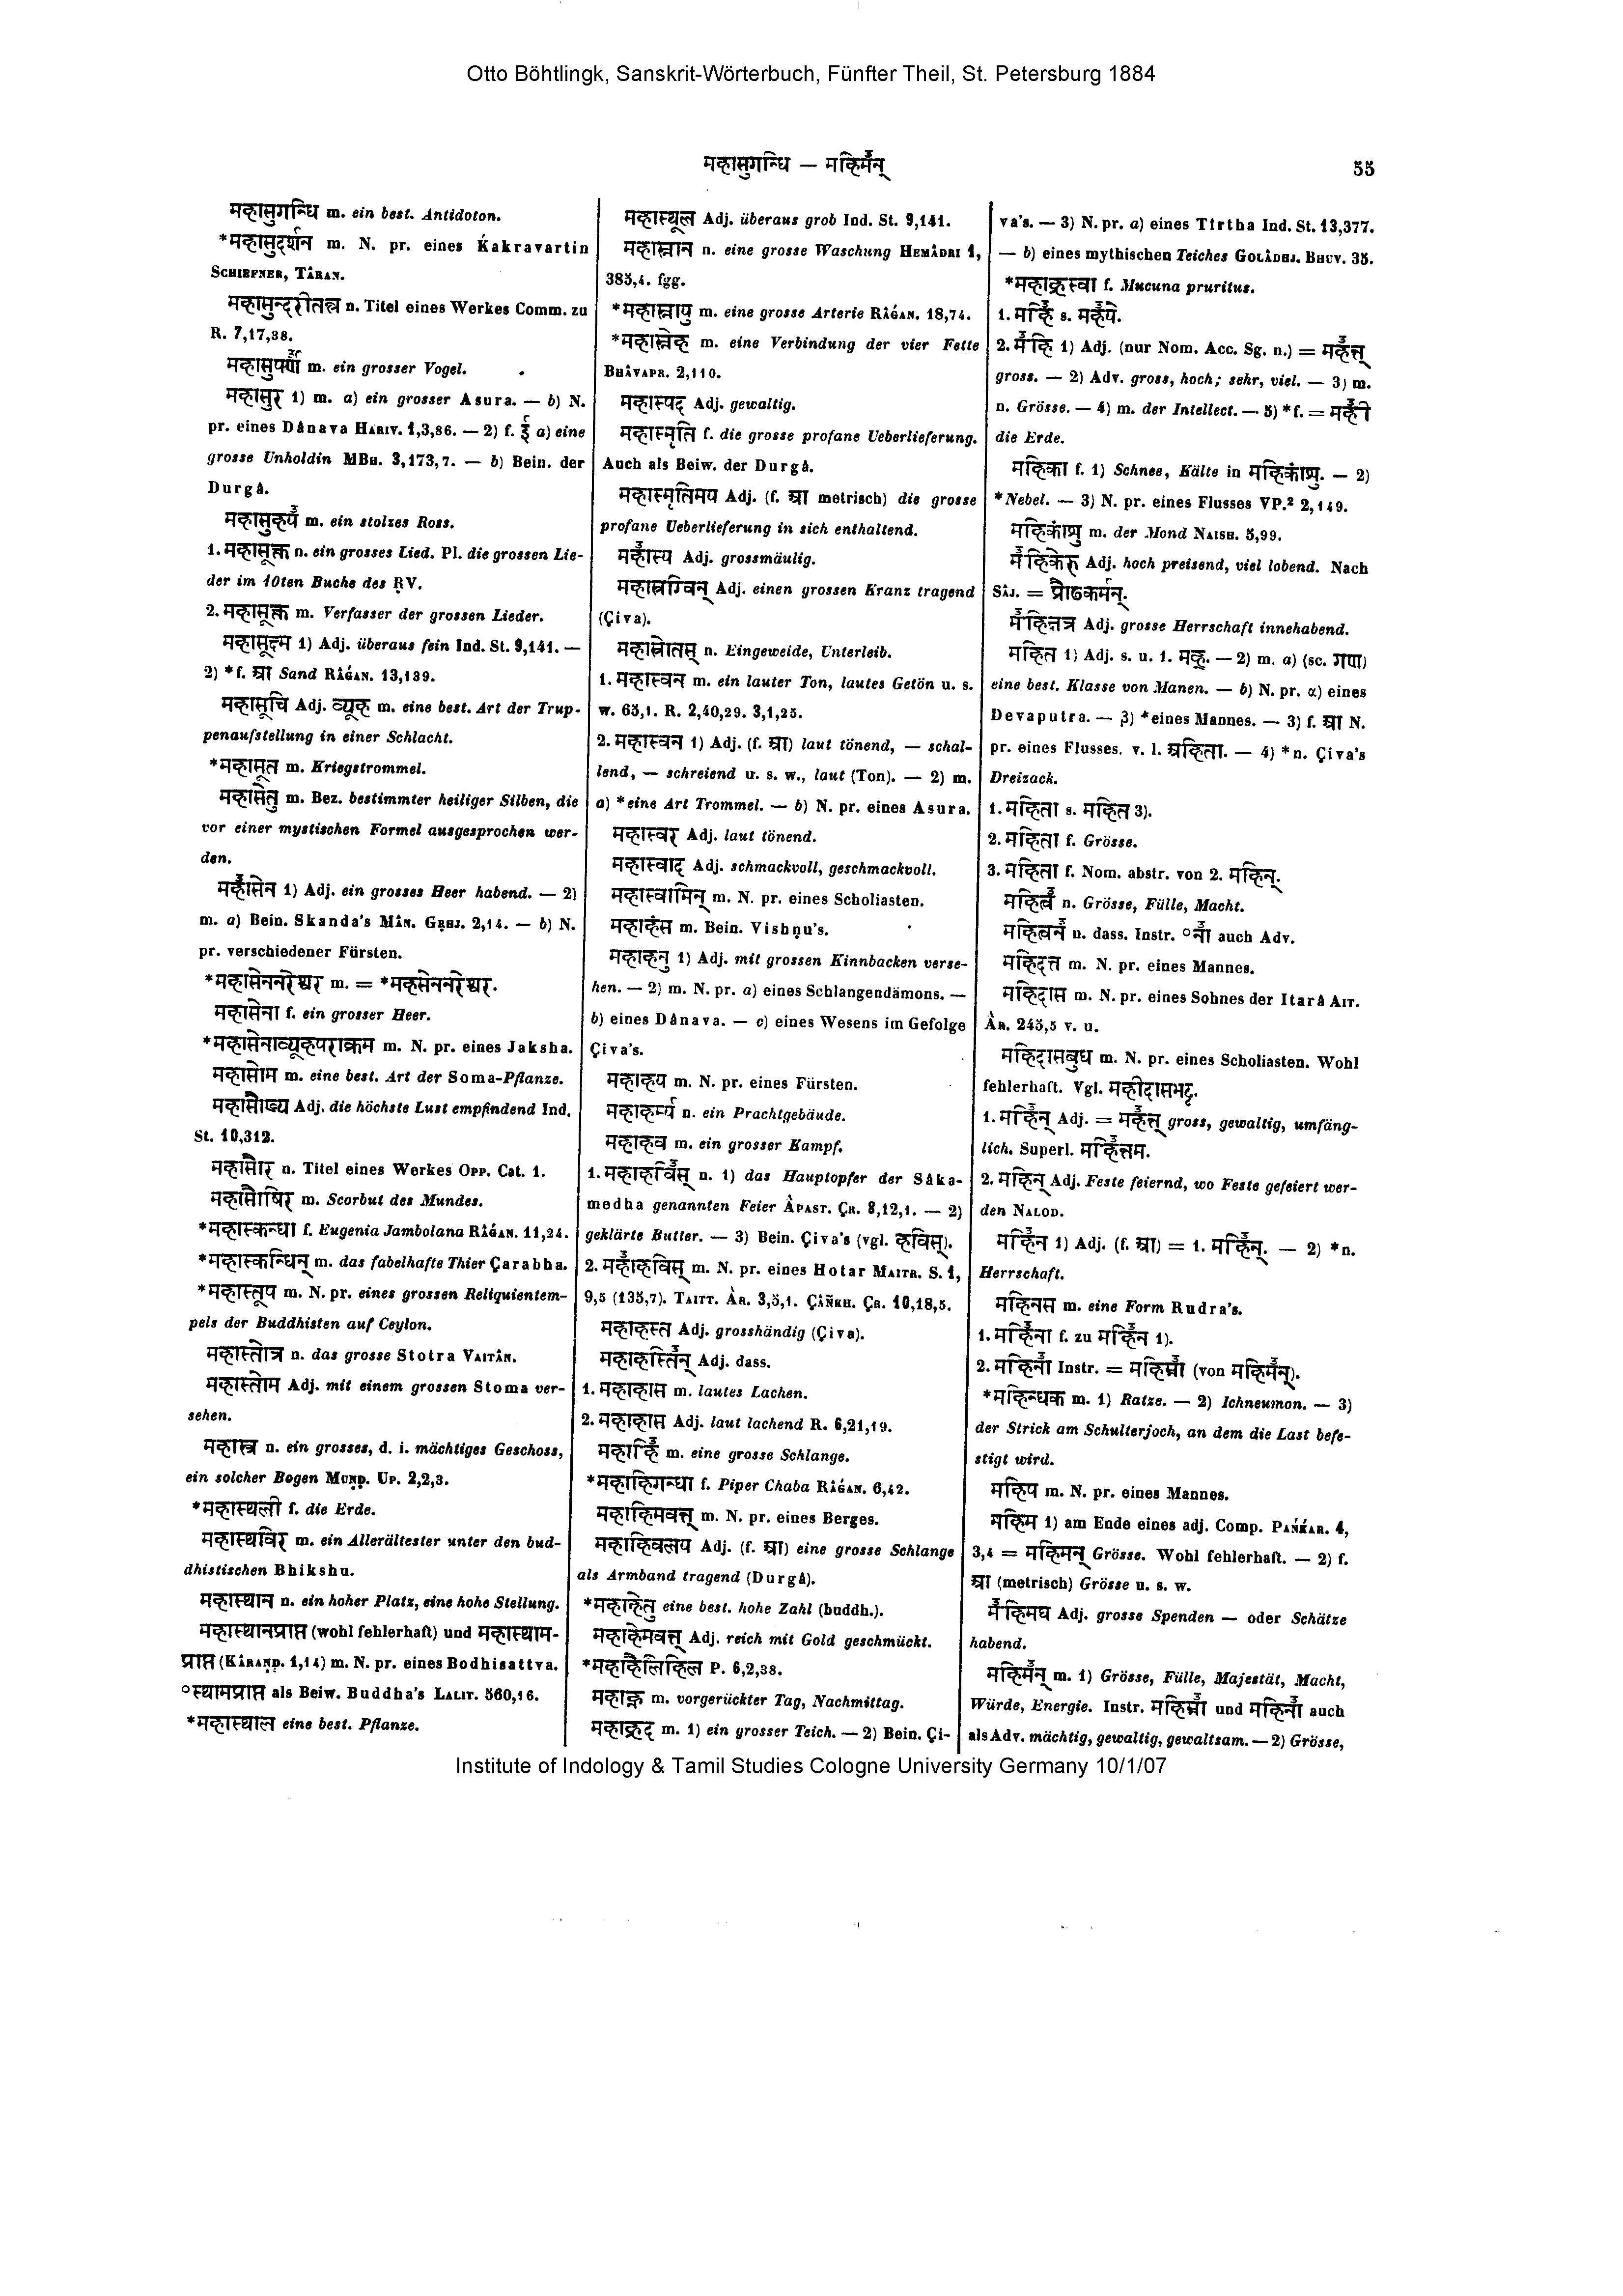 Otto Böhtlingk, Sanskrit-Wörterbuch, Fünfter Theil, St. Petersburg 1884
महासुगन्धि — महिमँन्
55
महासुगन्धि m. ein best. Antidoton.
*महासुदर्शन m. N. pr. eines Ḱakravartin
Schiefner, Târan.
महासुन्दरीतन्त्र n. Titel eines Werkes Comm. zu
R. 7,17,38.
महासुपर्णँ m. ein grosser Vogel.
महासुर 1) m. a) ein grosser Asura. — b) N.
pr. eines Dânava Hariv. 1,3,86. — 2) f. ई a) eine
grosse Unholdin MBh. 3,173,7. — b) Bein. der
Durgâ.
महासुहयँ m. ein stolzes Ross.
1. महासूक्त n. ein grosses Lied. Pl. die grossen Lie-
der im 10ten Buche des ṚV.
2. महासूक्त m. Verfasser der grossen Lieder.
महासूक्ष्म 1) Adj. überaus fein Ind. St. 9,141. —
2) *f. आ Sand Râǵan. 13,139.
महासूचि Adj. व्यूह m. eine best. Art der Trup-
penaufstellung in einer Schlacht.
*महासूत m. Kriegstrommel.
महासेतु m. Bez. bestimmter heiliger Silben, die
vor einer mystischen Formel ausgesprochen wer-
den.
महाँसेन 1) Adj. ein grosses Heer habend. — 2)
m. a) Bein. Skanda's Mân. Gṛhj. 2,14. — b) N.
pr. verschiedener Fürsten.
*महासेननरेश्वर m. = *महसेननरेश्वर.
महासेना f. ein grosser Heer.
*महासेनाव्यूहपराक्रम m. N. pr. eines Jaksha.
महासोम m. eine best. Art der Soma-Pflanze.
महासौख्य Adj. die höchste Lust empfindend Ind.
St. 10,312.
महासौर n. Titel eines Werkes Opp. Cat. 1.
महासौषिर m. Scorbut des Mundes.
*महास्कन्धा f. Eugenia Jambolana Râǵan. 11,24.
*महास्कन्धिन् m. das fabelhafte Thier Çarabha.
*महास्तूप m. N. pr. eines grossen Reliquientem-
pels der Buddhisten auf Ceylon.
महास्तोत्र n. das grosse Stotra Vaitân.
महास्तोम Adj. mit einem grossen Stoma ver-
sehen.
महास्त्र n. ein grosses, d. i. mächtiges Geschoss,
ein solcher Bogen Muṇḍ. Up. 2,2,3.
*महास्थली f. die Erde.
महास्थविर m. ein Allerältester unter den bud-
dhistischen Bhikshu.
महास्थान n. ein hoher Platz, eine hohe Stellung.
महास्थानप्राप्त (wohl fehlerhaft) und महास्थाम-
प्राप्त (Kâraṇḍ. 1,14) m. N. pr. eines Bodhisattva.
°स्थामप्राप्त als Beiw. Buddha's Lalit. 560,16.
*महास्थाल eine best. Pflanze.
महास्थूल Adj. überaus grob Ind. St. 9,141.
महास्नान n. eine grosse Waschung Hemâdri 1,
385,4. fgg.
*महास्नायु m. eine grosse Arterie Râǵan. 18,74.
*महास्नेह m. eine Verbindung der vier Fette
Bhâvapr. 2,110.
महास्पद Adj. gewaltig.
महास्मृति f. die grosse profane Ueberlieferung.
Auch als Beiw. der Durgâ.
महास्मृतिमय Adj. (f. आ metrisch) die grosse
profane Ueberlieferung in sich enthaltend.
महाँस्य Adj. grossmäulig.
महास्रग्विन् Adj. einen grossen Kranz tragend
(Çiva).
महास्रोतस् n. Eingeweide, Unterleib.
1. महास्वन m. ein lauter Ton, lautes Getön u. s.
w. 63,1. R. 2,40,29. 3,1,25.
2. महास्वन 1) Adj. (f. आ) laut tönend, — schal-
lend, — schreiend u. s. w., laut (Ton). — 2) m.
a) *eine Art Trommel. — b) N. pr. eines Asura.
महास्वर Adj. laut tönend.
महास्वाद Adj. schmackvoll, geschmackvoll.
महास्वामिन् m. N. pr. eines Scholiasten.
महाहंस m. Bein. Vishṇu's.
महाहनु 1) Adj. mit grossen Kinnbacken verse-
hen. — 2) m. N. pr. a) eines Schlangendämons. —
b) eines Dânava. — c) eines Wesens im Gefolge
Çiva's.
महाहय m. N. pr. eines Fürsten.
महाहर्म्य n. ein Prachtgebäude.
महाहव m. ein grosser Kampf.
1. महाहविँस् n. 1) das Hauptopfer der Sâka-
medha genannten Feier Âpast. Çr. 8,12,1. — 2)
geklärte Butter. — 3) Bein. Çiva's (vgl. हविस्).
2. महाँहविस् m. N. pr. eines Hotar Maitr. S. 1,
9,5 (135,7). Taitt. Âr. 3,5,1. Çâṅkh. Çr. 10,18,5.
महाहस्त Adj. grosshändig (Çiva).
महाहस्तिँन् Adj. dass.
1. महाहास m. lautes Lachen.
2. महाहास Adj. laut lachend R. 6,21,19.
महाहिँ m. eine grosse Schlange.
*महाहिगन्धा f. Piper Chaba Râǵan. 6,42.
महाहिमवत् m. N. pr. eines Berges.
महाहिवलय Adj. (f. आ) eine grosse Schlange
als Armband tragend (Durgâ).
*महाहेतु eine best. hohe Zahl (buddh.).
महाहेमवत् Adj. reich mit Gold geschmückt.
*महाहैलिहिल P. 6,2,38.
महाह्न m. vorgerückter Tag, Nachmittag.
महाह्रद m. 1) ein grosser Teich. — 2) Bein. Çi-
va's. — 3) N. pr. a) eines Tîrtha Ind. St. 13,377.
— b) eines mythischen Teiches Golâdhj. Bhuv. 35.
*महाह्रस्वा f. Mucuna pruritus.
1. महिँ s. महँये.
2. मँहि 1) Adj. (nur Nom. Acc. Sg. n.) = महँत्
gross. — 2) Adv. gross, hoch; sehr, viel. — 3) m.
n. Grösse. — 4) m. der Intellect. — 5) *f. = महीँ
die Erde.
महिका f. 1) Schnee, Kälte in महिकांशु. — 2)
*Nebel. — 3) N. pr. eines Flusses VP.² 2,149.
महिकांशु m. der Mond Naish. 5,99.
मँहिकेरु Adj. hoch preisend, viel lobend. Nach
Sâj. = प्रौढकर्मन्.
मँहिक्षत्र Adj. grosse Herrschaft innehabend.
महित 1) Adj. s. u. 1. मह्. — 2) m. a) (sc. गण)
eine best. Klasse von Manen. — b) N. pr. α) eines
Devaputra. — β) *eines Mannes. — 3) f. आ N.
pr. eines Flusses. v. l. अहिता. — 4) *n. Çiva's
Dreizack.
1. महिता s. महित 3).
2. महिता f. Grösse.
3. महिता f. Nom. abstr. von 2. महिन्.
महित्वँ n. Grösse, Fülle, Macht.
महित्वनँ n. dass. Instr. °नाँ auch Adv.
महिदत्त m. N. pr. eines Mannes.
महिदास m. N. pr. eines Sohnes der Itarâ Ait.
Âr. 243,5 v. u.
महिदासबुध m. N. pr. eines Scholiasten. Wohl
fehlerhaft. Vgl. महीदासभट्ट.
1. महिँन् Adj. = महँत् gross, gewaltig, umfäng-
lich. Superl. महिँत्तम.
2. महिन् Adj. Feste feiernd, wo Feste gefeiert wer-
den Nalod.
महिँन 1) Adj. (f. आ) = 1. महिँन्. — 2) *n.
Herrschaft.
महिनस m. eine Form Rudra's.
1. महिँना f. zu महिँन 1).
2. महिनाँ Instr. = महिम्नाँ (von महिमँन्).
*महिन्धक m. 1) Ratze. — 2) Ichneumon. — 3)
der Strick am Schulterjoch, an dem die Last befe-
stigt wird.
महिप m. N. pr. eines Mannes.
महिम 1) am Ende eines adj. Comp. Pańḱar. 4,
3,4 = महिमन् Grösse. Wohl fehlerhaft. — 2) f.
आ (metrisch) Grösse u. s. w.
मँहिमघ Adj. grosse Spenden — oder Schätze
habend.
महिमँन् m. 1) Grösse, Fülle, Majestät, Macht,
Würde, Energie. Instr. महिम्नाँ und महिनाँ auch
als Adv. mächtig, gewaltig, gewaltsam. — 2) Grösse,
Institute of Indology & Tamil Studies Cologne University Germany 10/1/07